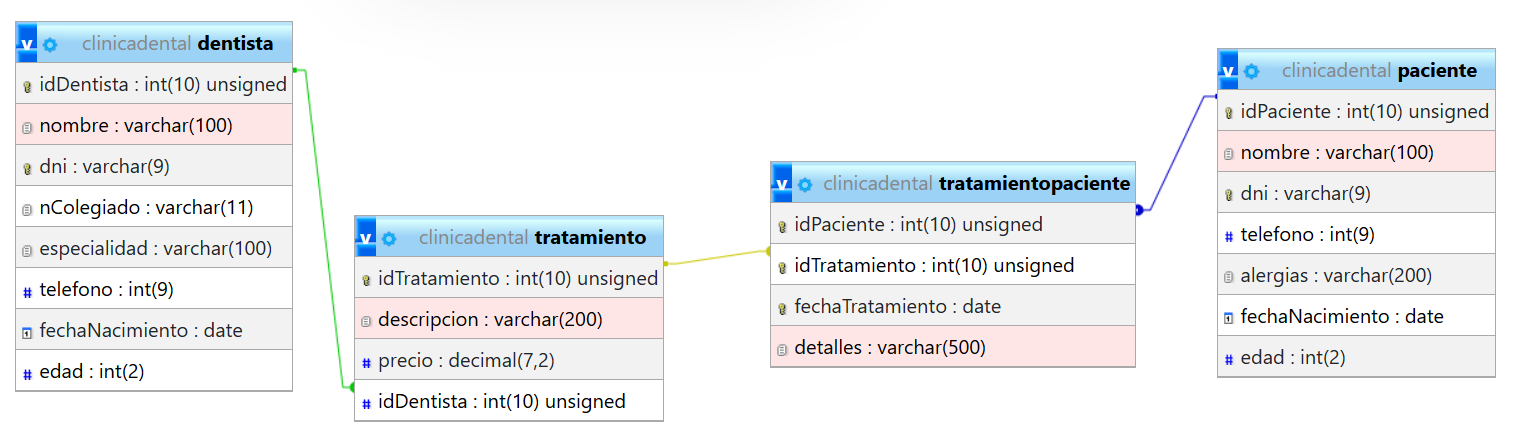 v clinicadental dentista
idDentista : int(10) unsigned
nombre : varchar(100)
dni : varchar(9)
nColegiado : varchar(11)
especialidad : varchar(100)
# telefono : int(9)
fechaNacimiento : date
# edad : int(2)
v clinicadental tratamiento
idTratamiento : int(10) unsigned
descripcion : varchar(200)
# precio : decimal(7,2)
# idDentista : int(10) unsigned
v clinicadental tratamientopaciente
idPaciente : int(10) unsigned
idTratamiento : int(10) unsigned
fechaTratamiento : date
detalles : varchar(500)
v clinicadental paciente
idPaciente : int(10) unsigned
nombre : varchar(100)
dni : varchar(9)
# telefono : int(9)
alergias : varchar(200)
fechaNacimiento : date
# edad : int(2)